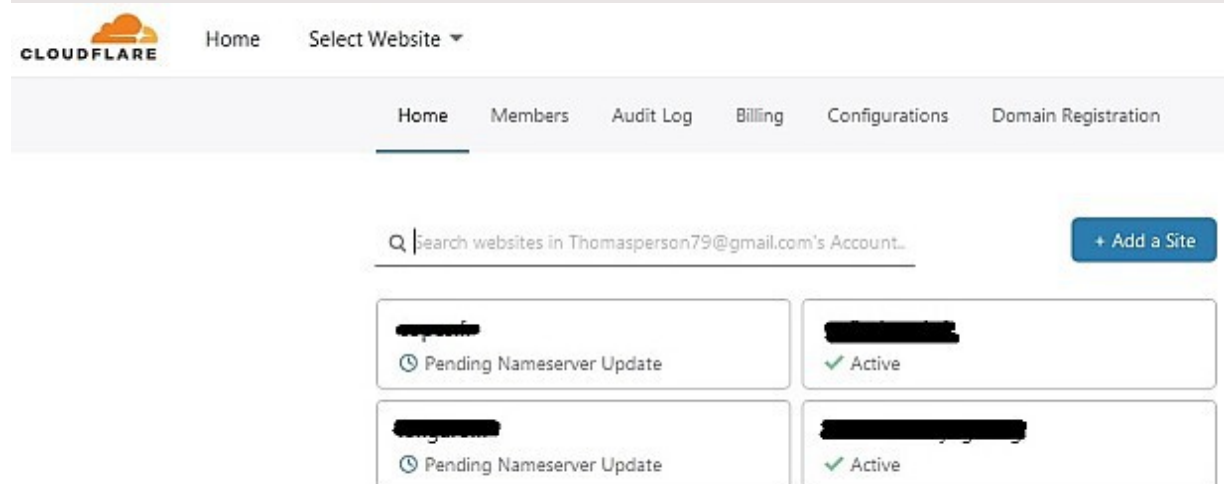 CLOUDFLARE Home Select Website
Home Members Audit Log Billing Configurations Domain Registration
Search websites in Thomasperson79@gmail.com's Account...
+ Add a Site
Pending Nameserver Update
Active
Pending Nameserver Update
Active